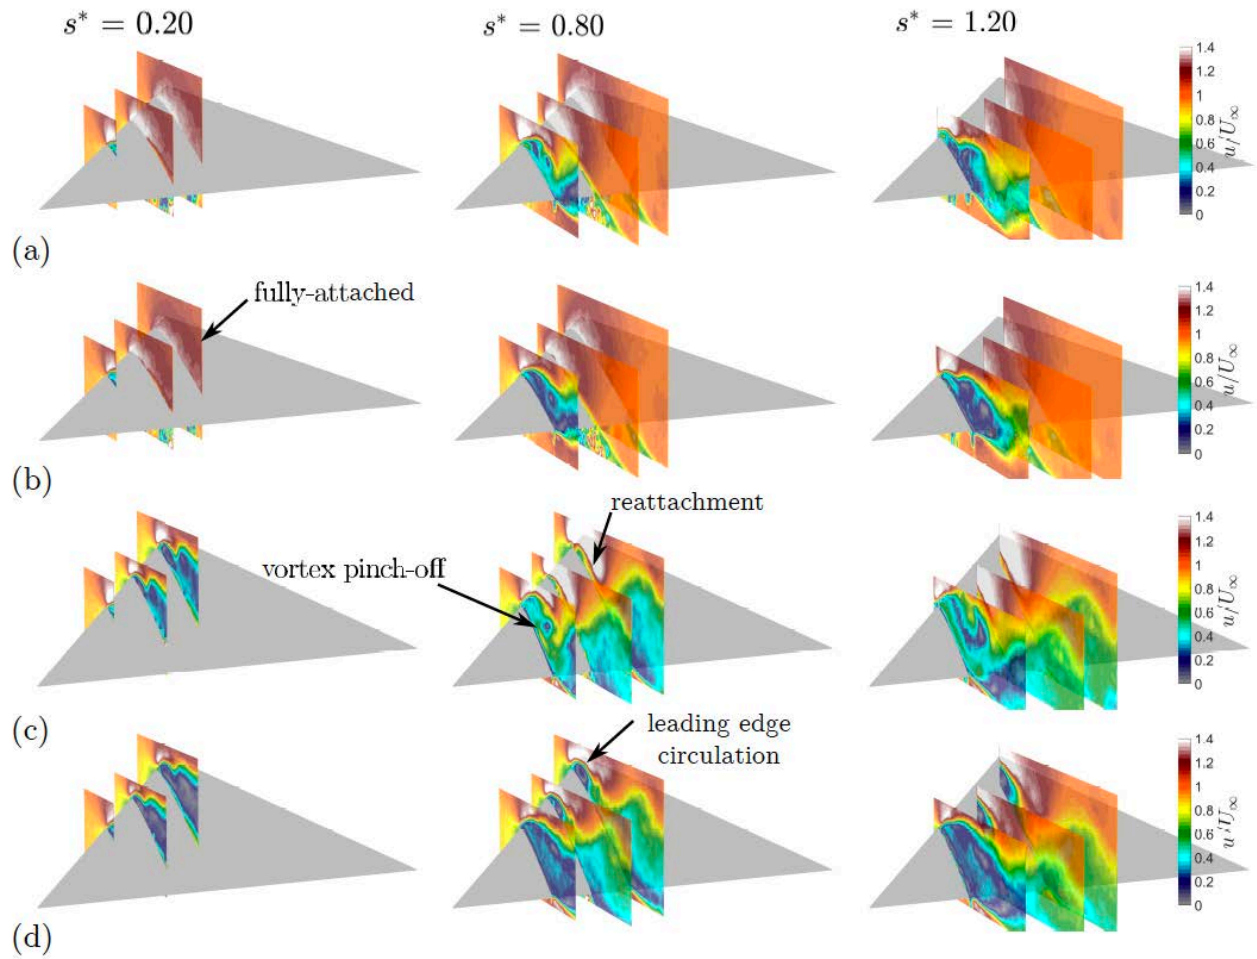 s* = 0.20
s* = 0.80
s* = 1.20
1.4
1.2
1
0.8
0.6
0.4
0.2
0
u/U∞
(a)
fully-attached
1.4
1.2
1
0.8
0.6
0.4
0.2
0
u/U∞
(b)
reattachment
vortex pinch-off
1.4
1.2
1
0.8
0.6
0.4
0.2
0
u/U∞
(c)
leading edge
circulation
1.4
1.2
1
0.8
0.6
0.4
0.2
0
u/U∞
(d)